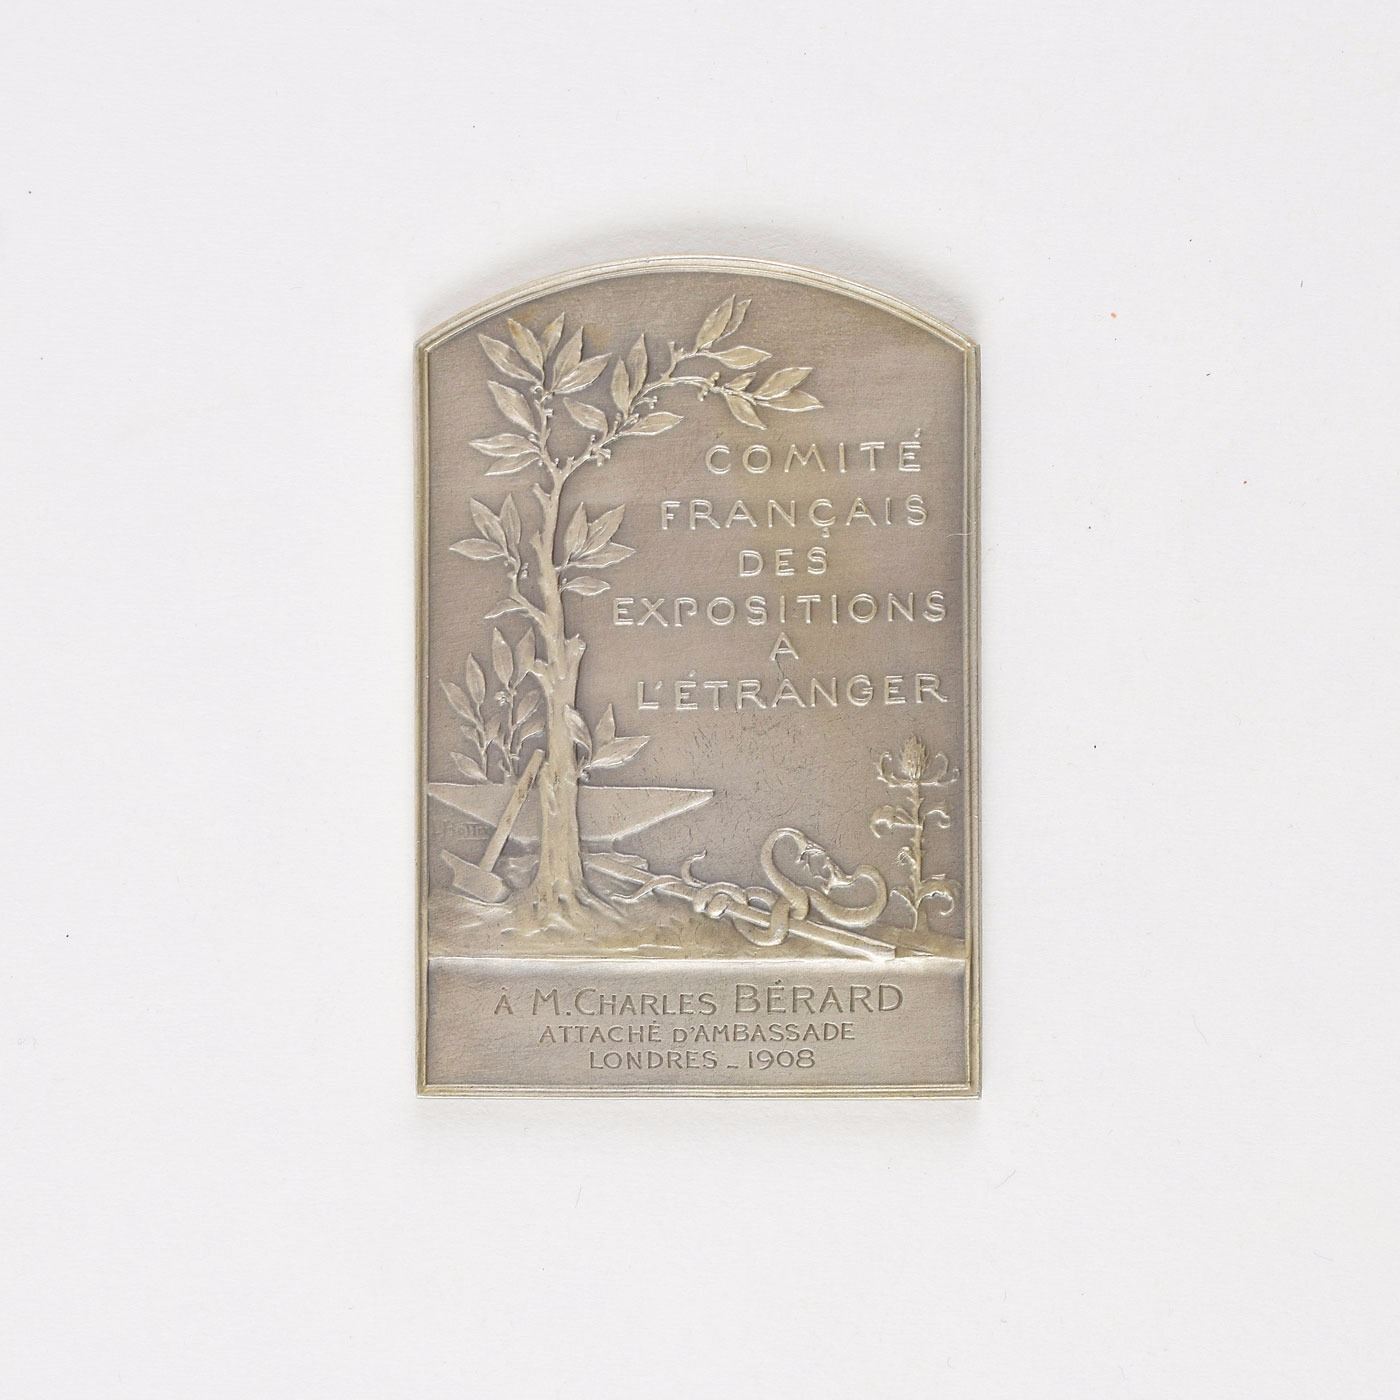 COMITÉ
FRANÇAIS
DES
EXPOSITIONS
A
L'ÉTRANGER
À M. CHARLES BÉRARD
ATTACHÉ D'AMBASSADE
LONDRES - 1908